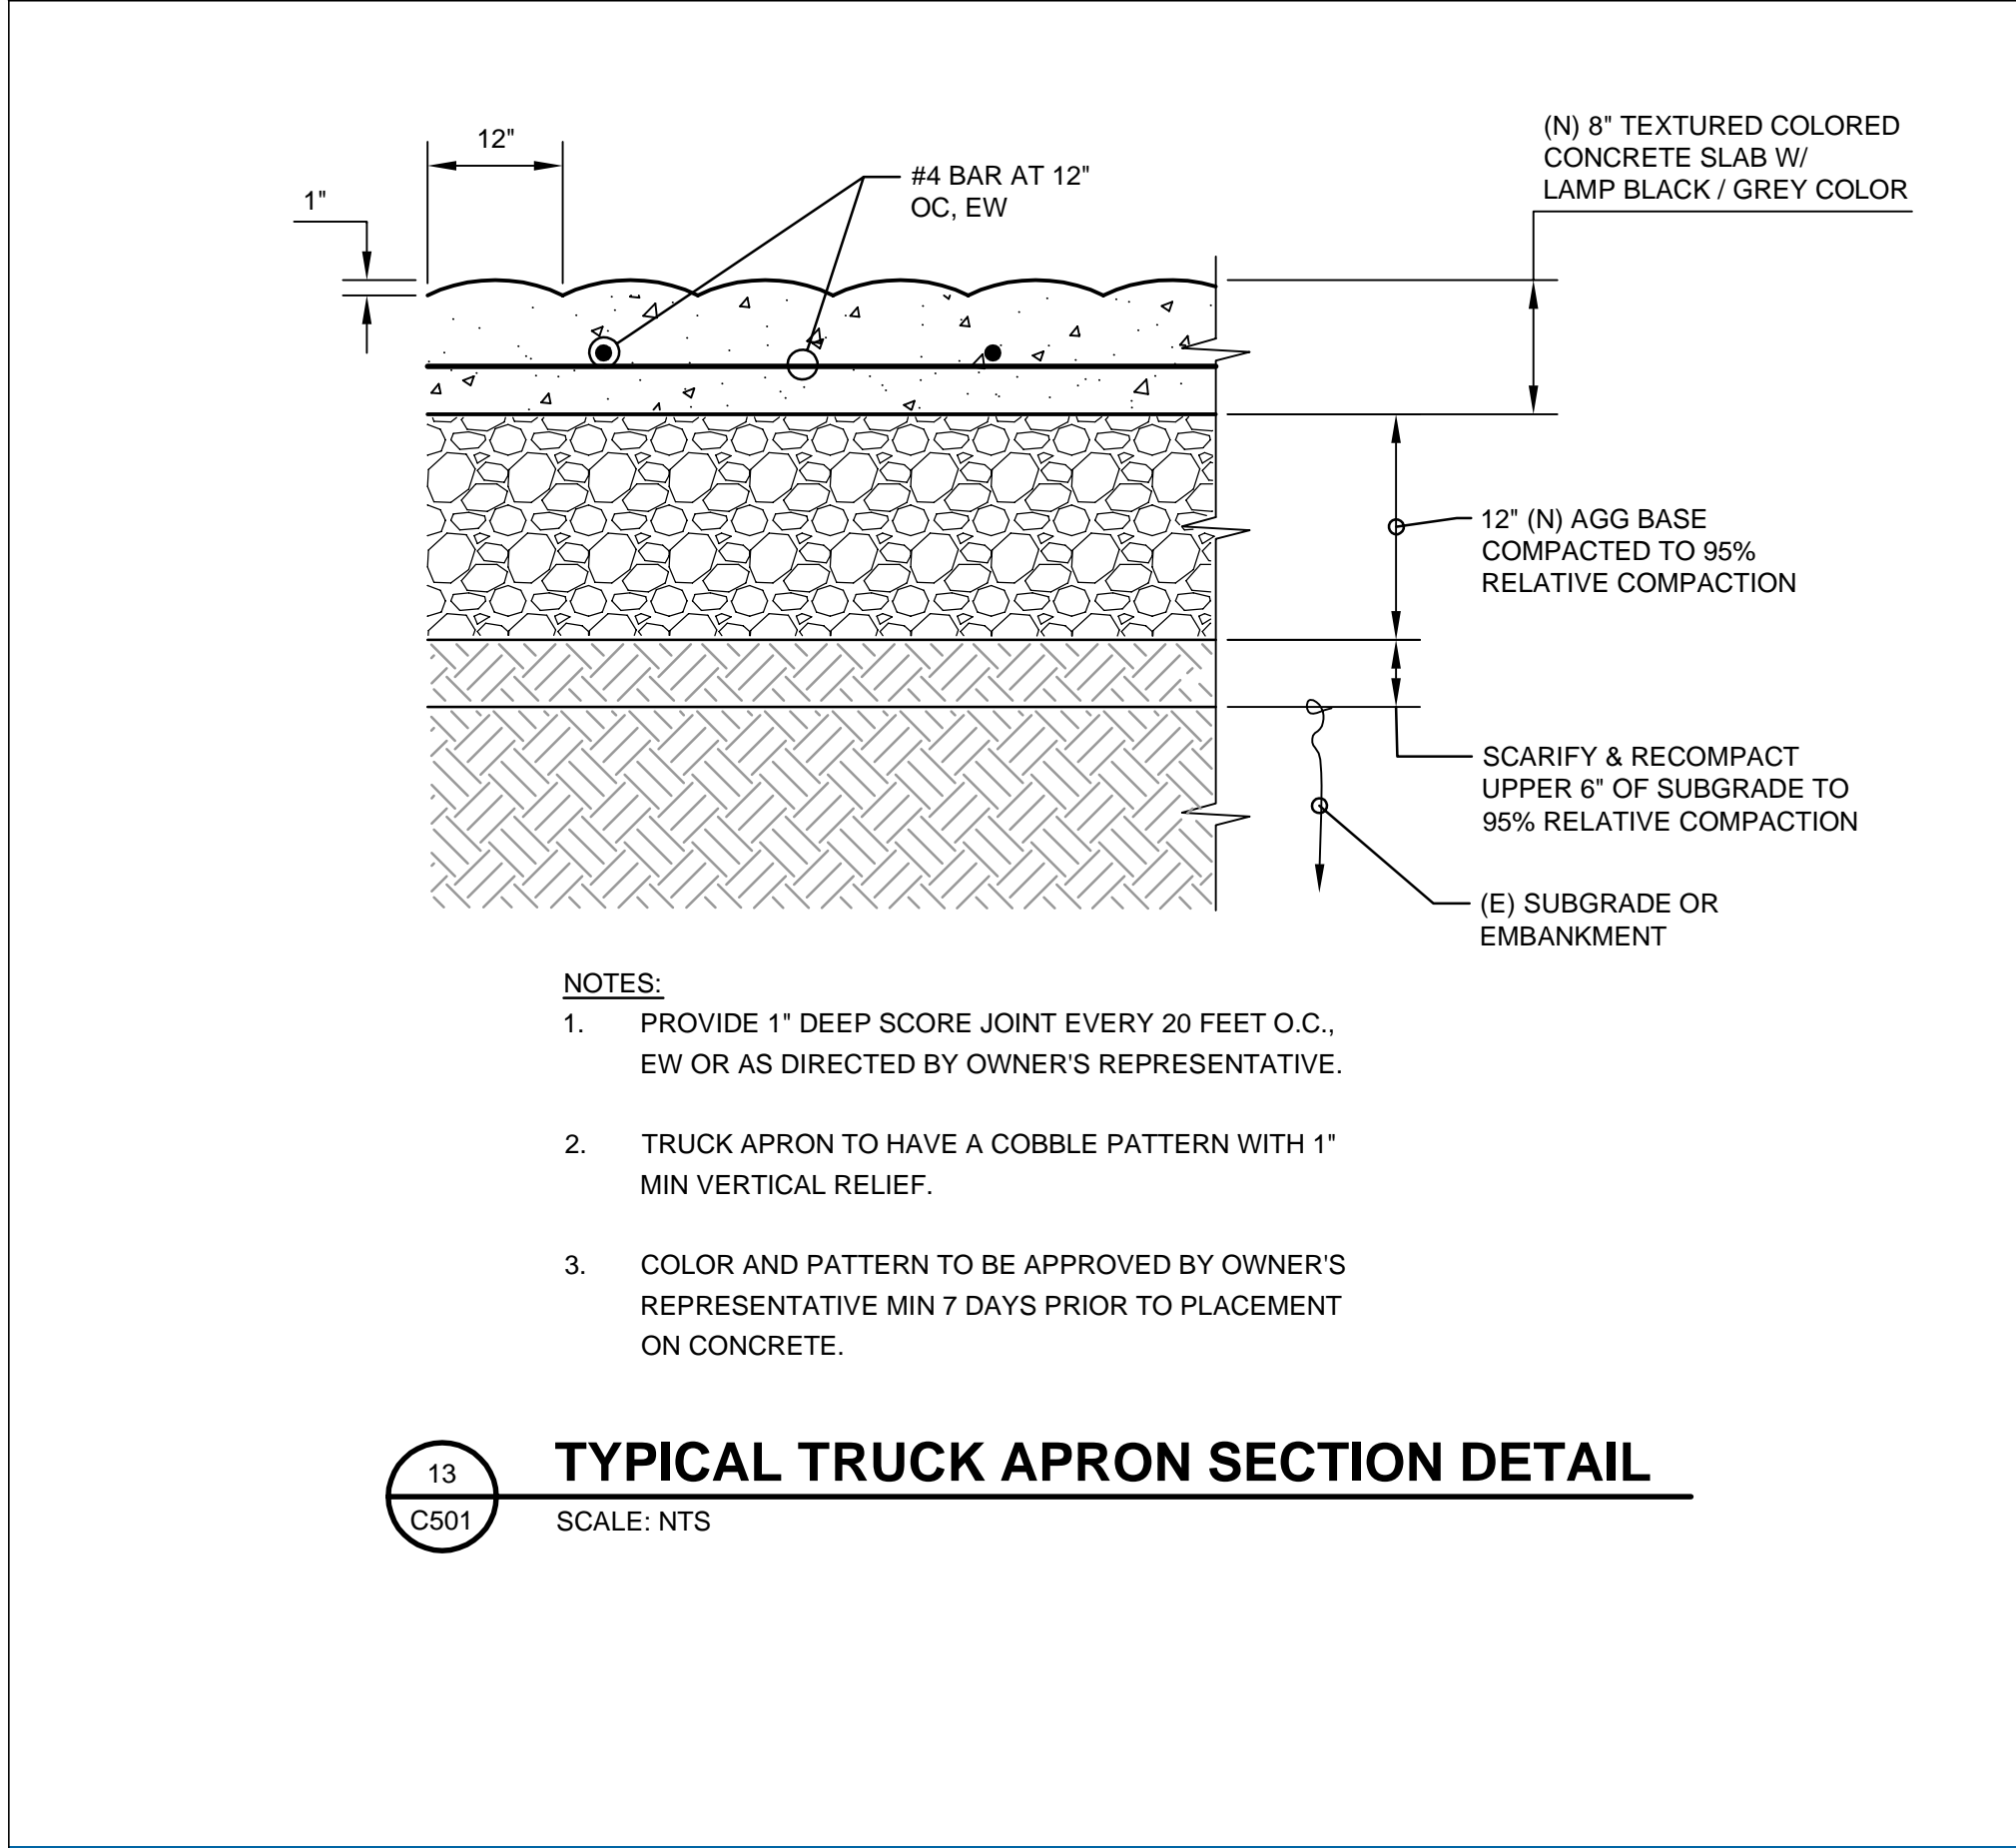 12"
1"
#4 BAR AT 12"
OC, EW
(N) 8" TEXTURED COLORED
CONCRETE SLAB W/
LAMP BLACK / GREY COLOR
12" (N) AGG BASE
COMPACTED TO 95%
RELATIVE COMPACTION
SCARIFY & RECOMPACT
UPPER 6" OF SUBGRADE TO
95% RELATIVE COMPACTION
(E) SUBGRADE OR
EMBANKMENT
NOTES:
1. PROVIDE 1" DEEP SCORE JOINT EVERY 20 FEET O.C.,
EW OR AS DIRECTED BY OWNER'S REPRESENTATIVE.
2. TRUCK APRON TO HAVE A COBBLE PATTERN WITH 1"
MIN VERTICAL RELIEF.
3. COLOR AND PATTERN TO BE APPROVED BY OWNER'S
REPRESENTATIVE MIN 7 DAYS PRIOR TO PLACEMENT
ON CONCRETE.
13
C501
TYPICAL TRUCK APRON SECTION DETAIL
SCALE: NTS